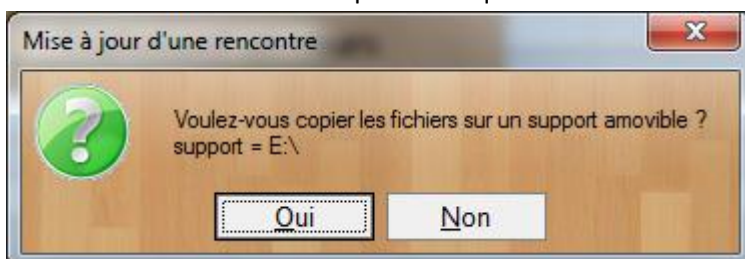 Mise à jour d'une rencontre
Voulez-vous copier les fichiers sur un support amovible ?
support = E:\
Oui
Non